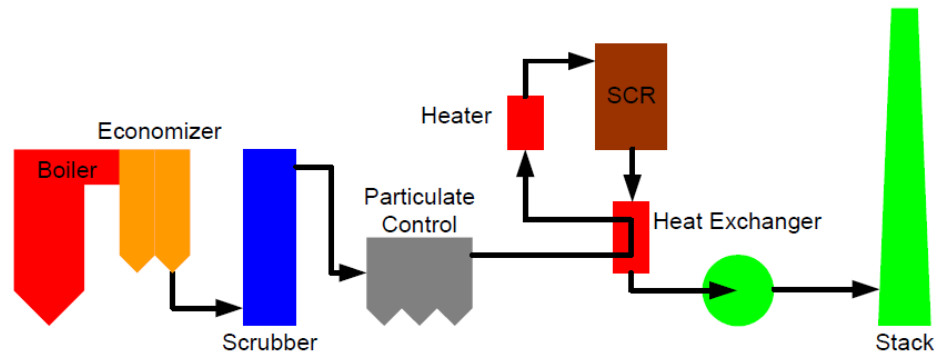 Boiler
Economizer
Scrubber
Particulate
Control
Heater
SCR
Heat Exchanger
Stack